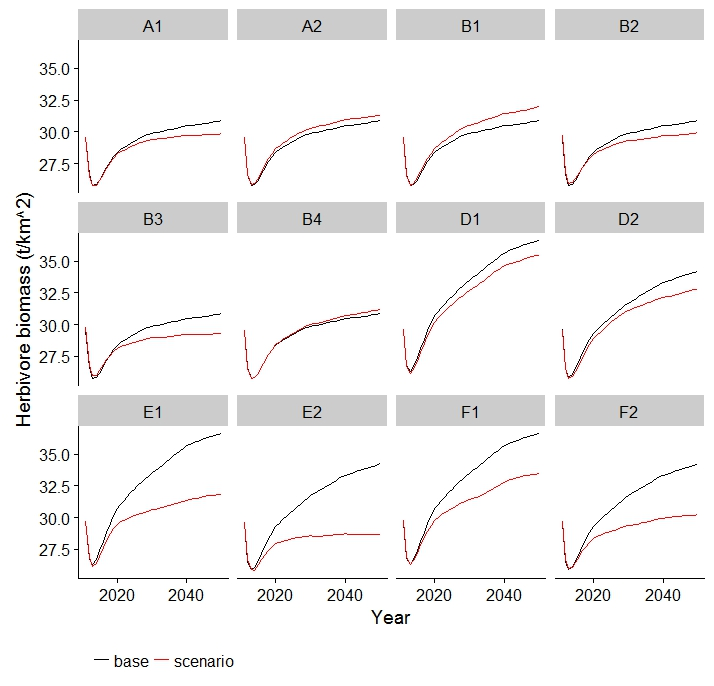 A1 A2 B1 B2
35.0
32.5
30.0
27.5
B3 B4 D1 D2
35.0
32.5
30.0
27.5
Herbivore biomass (t/km^2)
E1 E2 F1 F2
35.0
32.5
30.0
27.5
2020 2040 2020 2040 2020 2040 2020 2040
Year
base scenario